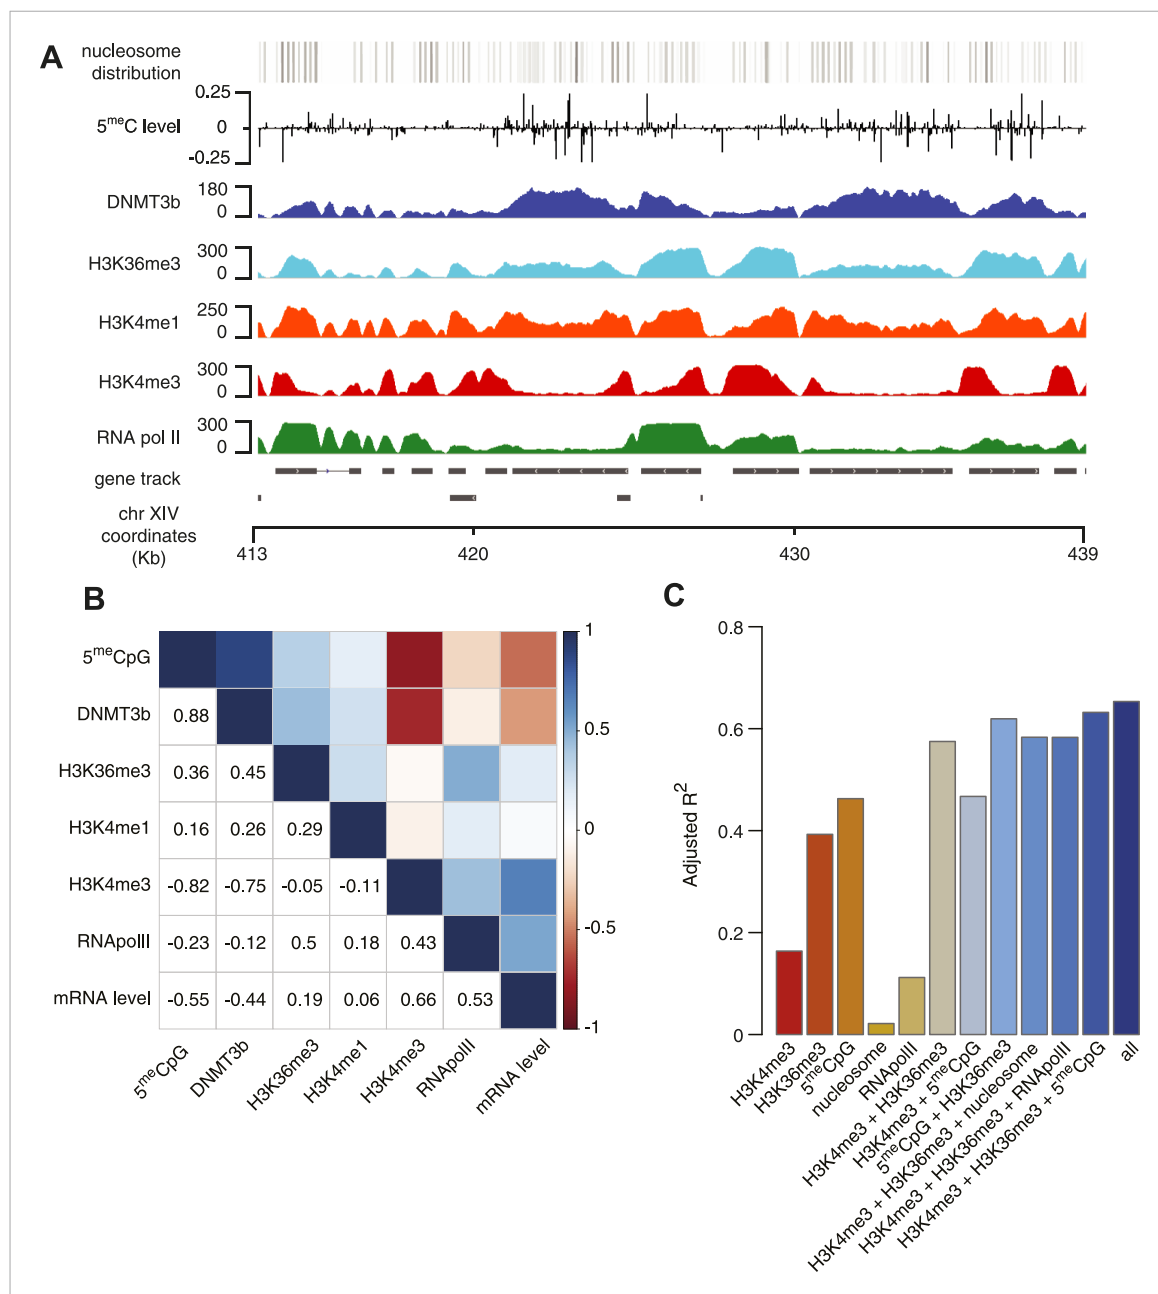 A
nucleosome
distribution
0.25
5meC level
0
-0.25
DNMT3b
180
0
H3K36me3
300
0
H3K4me1
250
0
H3K4me3
300
0
RNA pol II
300
0
gene track
chr XIV
coordinates
(Kb)
413 420 430 439
B
5meCpG
DNMT3b 0.88
H3K36me3 0.36 0.45
H3K4me1 0.16 0.26 0.29
H3K4me3 -0.82 -0.75 -0.05 -0.11
RNApolII -0.23 -0.12 0.5 0.18 0.43
mRNA level -0.55 -0.44 0.19 0.06 0.66 0.53
5meCpG DNMT3b H3K36me3 H3K4me1 H3K4me3 RNApolII mRNA level
1
0.5
0
-0.5
-1
C
Adjusted R2
0.8
0.6
0.4
0.2
0
H3K4me3
H3K36me3
5meCpG
nucleosome
RNApolII
H3K4me3 + H3K36me3
H3K4me3 + 5meCpG
5meCpG + H3K36me3
H3K4me3 + H3K36me3 + nucleosome
H3K4me3 + H3K36me3 + RNApolII
H3K4me3 + H3K36me3 + 5meCpG
all